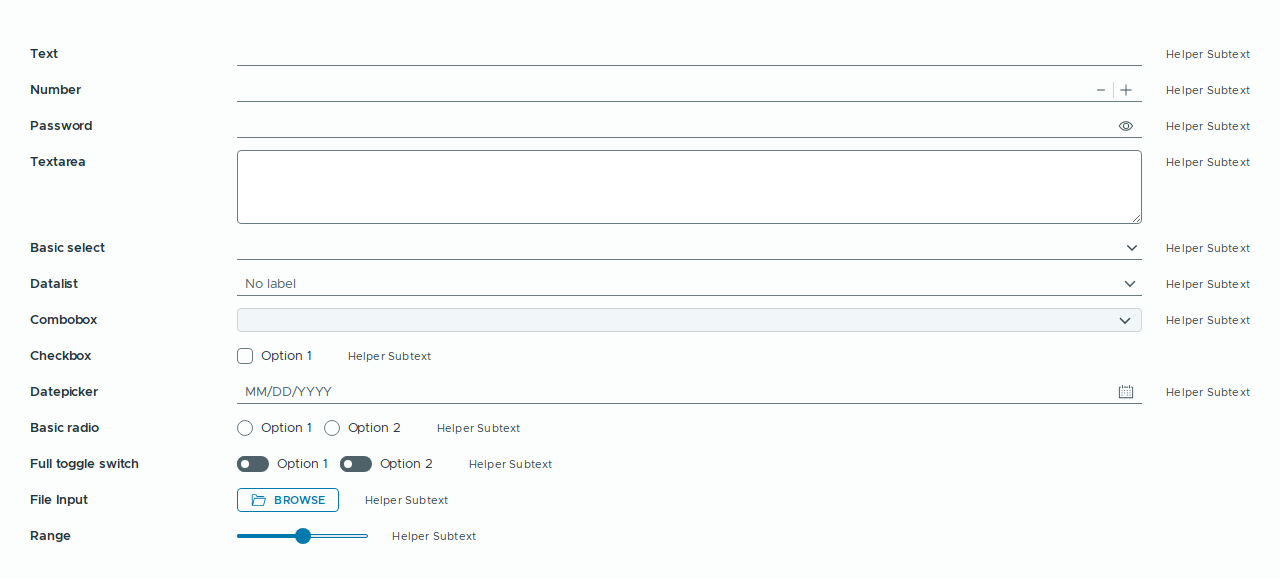 Text Helper Subtext
Number Helper Subtext
Password Helper Subtext
Textarea Helper Subtext
Basic select Helper Subtext
Datalist No label Helper Subtext
Combobox Helper Subtext
Checkbox Option 1 Helper Subtext
Datepicker MM/DD/YYYY Helper Subtext
Basic radio Option 1 Option 2 Helper Subtext
Full toggle switch Option 1 Option 2 Helper Subtext
File Input BROWSE Helper Subtext
Range Helper Subtext